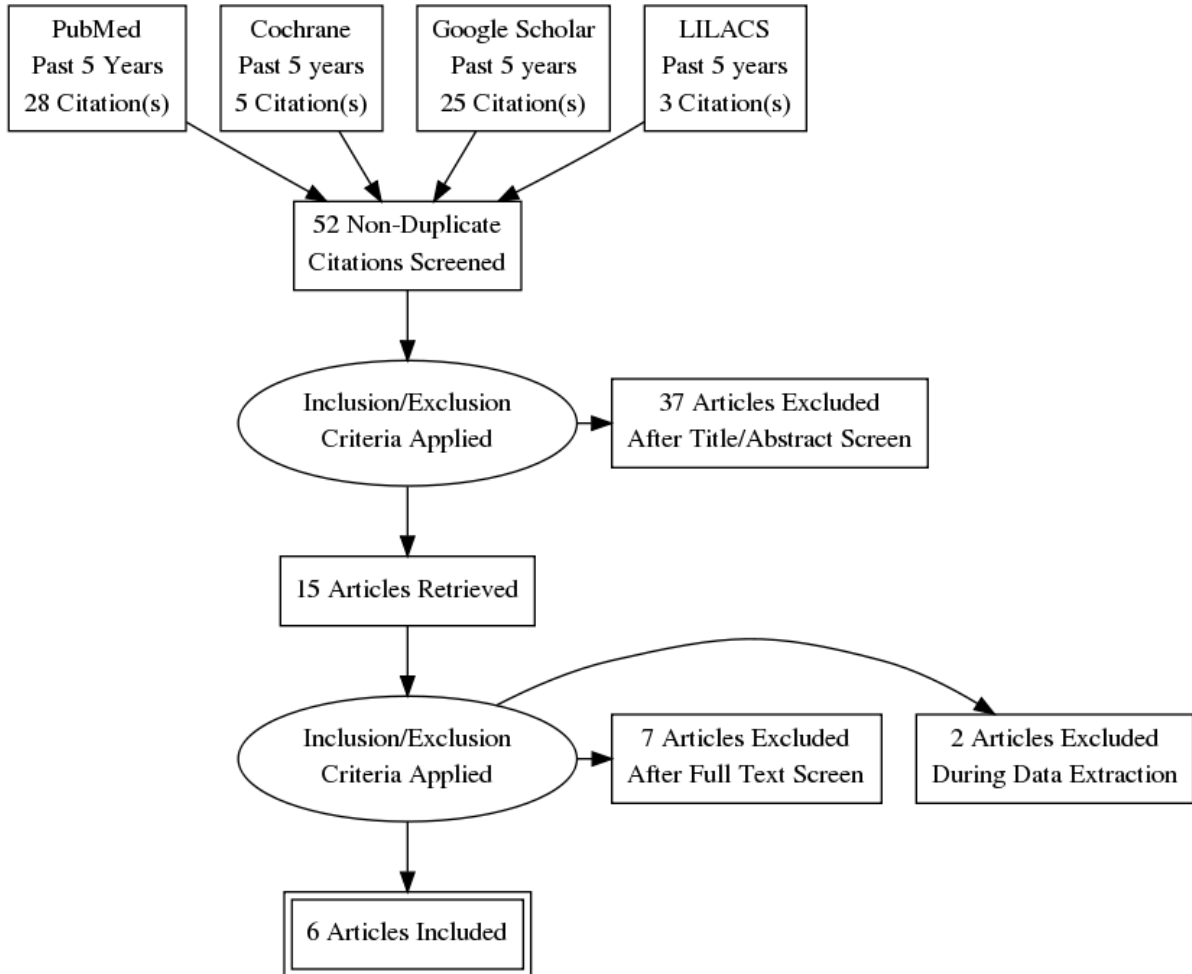 PubMed
Past 5 Years
28 Citation(s)
Cochrane
Past 5 years
5 Citation(s)
Google Scholar
Past 5 years
25 Citation(s)
LILACS
Past 5 years
3 Citation(s)
52 Non-Duplicate
Citations Screened
Inclusion/Exclusion
Criteria Applied
37 Articles Excluded
After Title/Abstract Screen
15 Articles Retrieved
Inclusion/Exclusion
Criteria Applied
7 Articles Excluded
After Full Text Screen
2 Articles Excluded
During Data Extraction
6 Articles Included